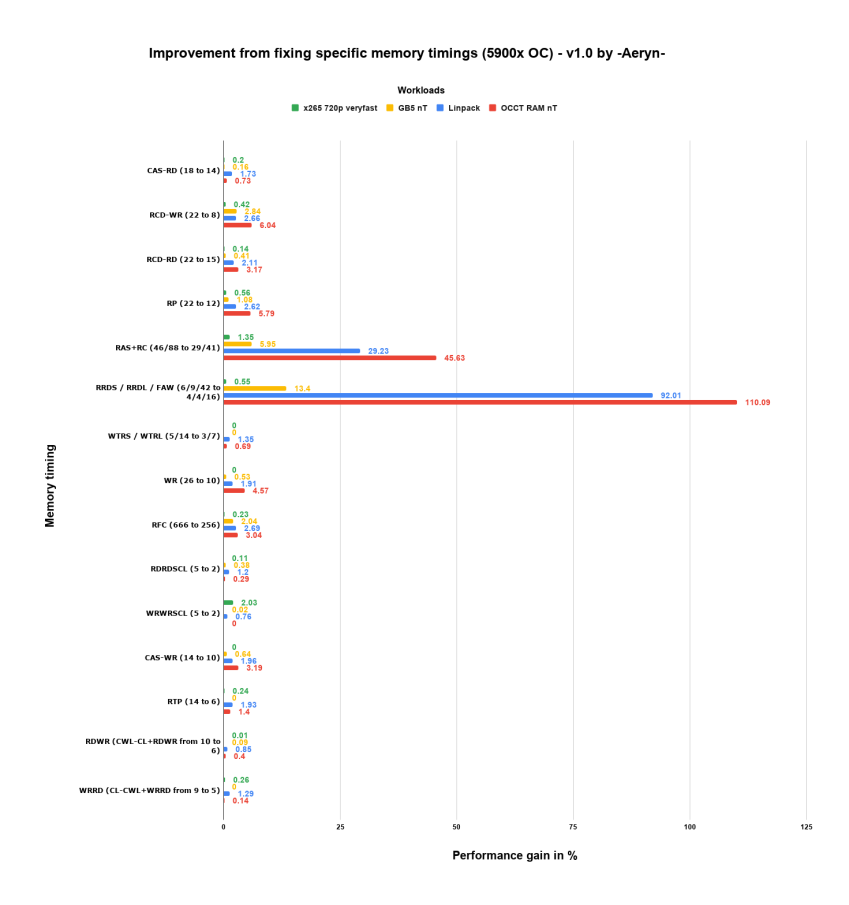 Improvement from fixing specific memory timings (5900x OC) - v1.0 by -Aeryn-
Workloads
x265 720p veryfast GB5 nT Linpack OCCT RAM nT
Memory timing
CAS-RD (18 to 14)
0.2
0.16
1.73
0.73
RCD-WR (22 to 8)
0.42
2.84
2.66
6.04
RCD-RD (22 to 15)
0.14
0.41
2.11
3.17
RP (22 to 12)
0.56
1.08
2.62
5.79
RAS+RC (46/88 to 29/41)
1.35
5.95
29.23
45.63
RRDS / RRDL / FAW (6/9/42 to
4/4/16)
0.55
13.4
92.01
110.09
WTRS / WTRL (5/14 to 3/7)
0
0
1.35
0.69
WR (26 to 10)
0
0.53
1.91
4.57
RFC (666 to 256)
0.23
2.04
2.69
3.04
RDRDSCL (5 to 2)
0.11
0.38
1.2
0.29
WRWRSCL (5 to 2)
2.03
0.02
0.76
0
CAS-WR (14 to 10)
0
0.64
1.96
3.19
RTP (14 to 6)
0.24
0
1.93
1.4
RDWR (CWL-CL+RDWR from 10 to
6)
0.01
0.09
0.85
0.4
WRRD (CL-CWL+WRRD from 9 to 5)
0.26
0
1.29
0.14
0 25 50 75 100 125
Performance gain in %